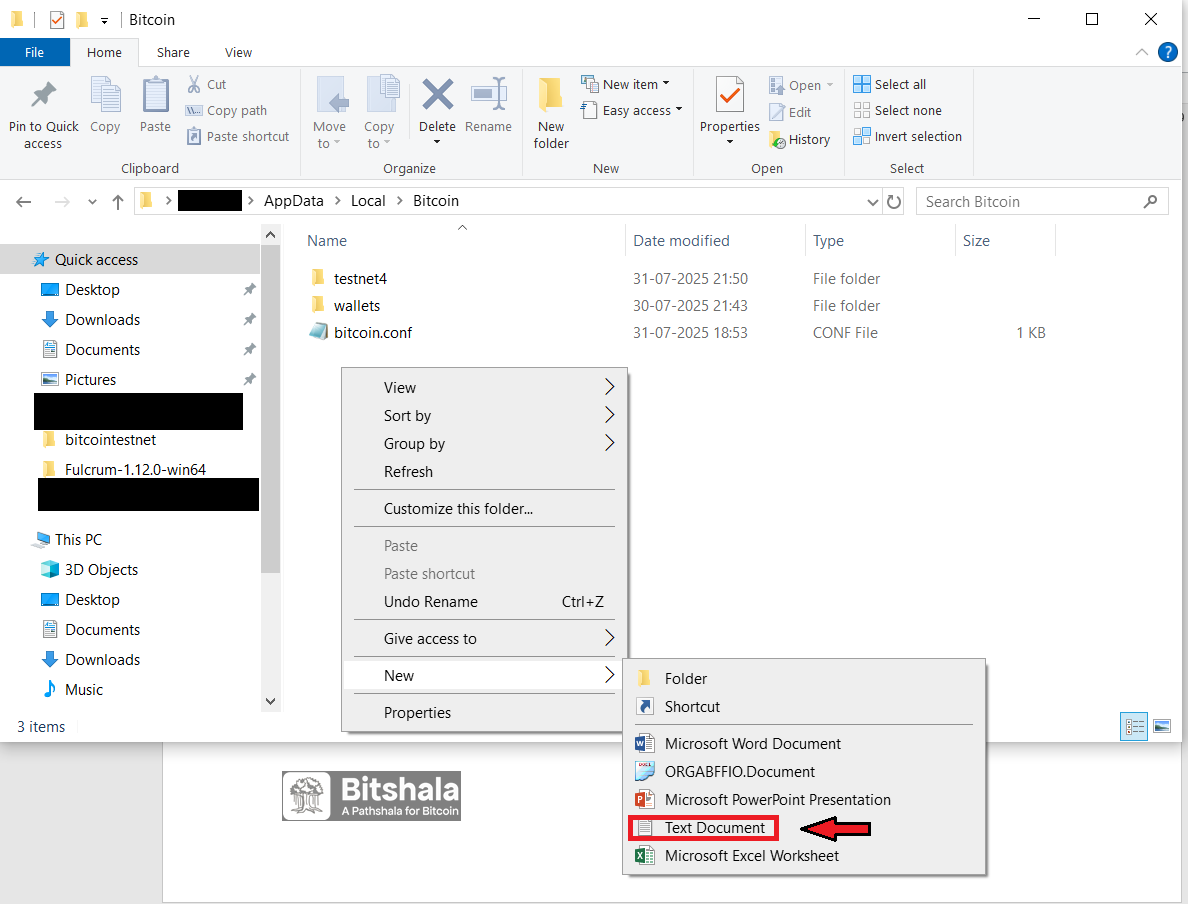 Bitcoin
File Home Share View
Pin to Quick access
Copy
Paste
Cut
Copy path
Paste shortcut
Clipboard
Move to
Copy to
Delete
Rename
Organize
New folder
New item
Easy access
New
Properties
Open
Edit
History
Open
Select all
Select none
Invert selection
Select
AppData > Local > Bitcoin
Search Bitcoin
Quick access
Desktop
Downloads
Documents
Pictures
bitcointestnet
Fulcrum-1.12.0-win64
This PC
3D Objects
Desktop
Documents
Downloads
Music
3 items
Name Date modified Type Size
testnet4 31-07-2025 21:50 File folder
wallets 30-07-2025 21:43 File folder
bitcoin.conf 31-07-2025 18:53 CONF File 1 KB
View
Sort by
Group by
Refresh
Customize this folder...
Paste
Paste shortcut
Undo Rename Ctrl+Z
Give access to
New
Properties
Folder
Shortcut
Microsoft Word Document
ORGABFFIO.Document
Microsoft PowerPoint Presentation
Text Document
Microsoft Excel Worksheet
Bitshala
A Pathshala for Bitcoin